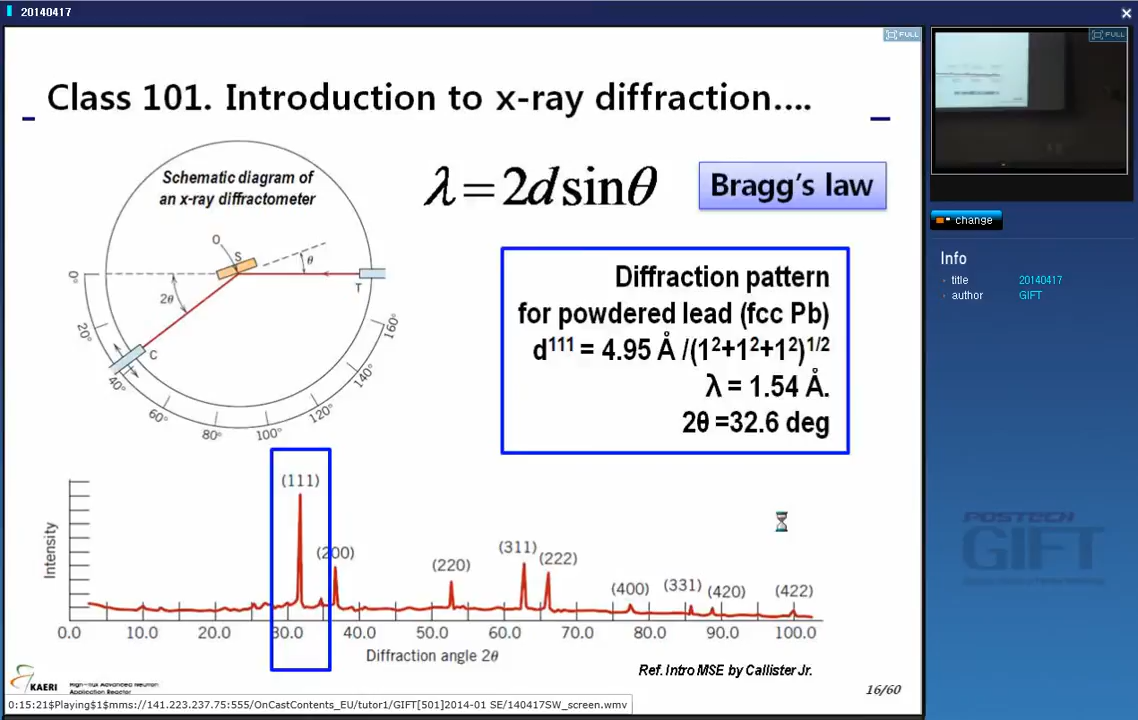 20140417
FULL
FULL
Class 101. Introduction to x-ray diffraction....
Schematic diagram of
an x-ray diffractometer
λ=2dsinθ
Bragg's law
O
S
θ
T
0°
2θ
20°
C
40°
60°
80°
100°
120°
140°
160°
Diffraction pattern
for powdered lead (fcc Pb)
d111 = 4.95 Å /(12+12+12)1/2
λ = 1.54 Å.
2θ =32.6 deg
Intensity
(111)
(200)
(220)
(311)
(222)
(400)
(331)
(420)
(422)
0.0 10.0 20.0 30.0 40.0 50.0 60.0 70.0 80.0 90.0 100.0
Diffraction angle 2θ
Ref. Intro MSE by Callister Jr.
KAERI
High-flux Advanced Neutron
Application Reactor
16/60
0:15:21$Playing$1$mms://141.223.237.75:555/OnCastContents_EU/tutor1/GIFT[501]2014-01 SE/140417SW_screen.wmv
change
Info
title 20140417
author GIFT
POSTECH
GIFT